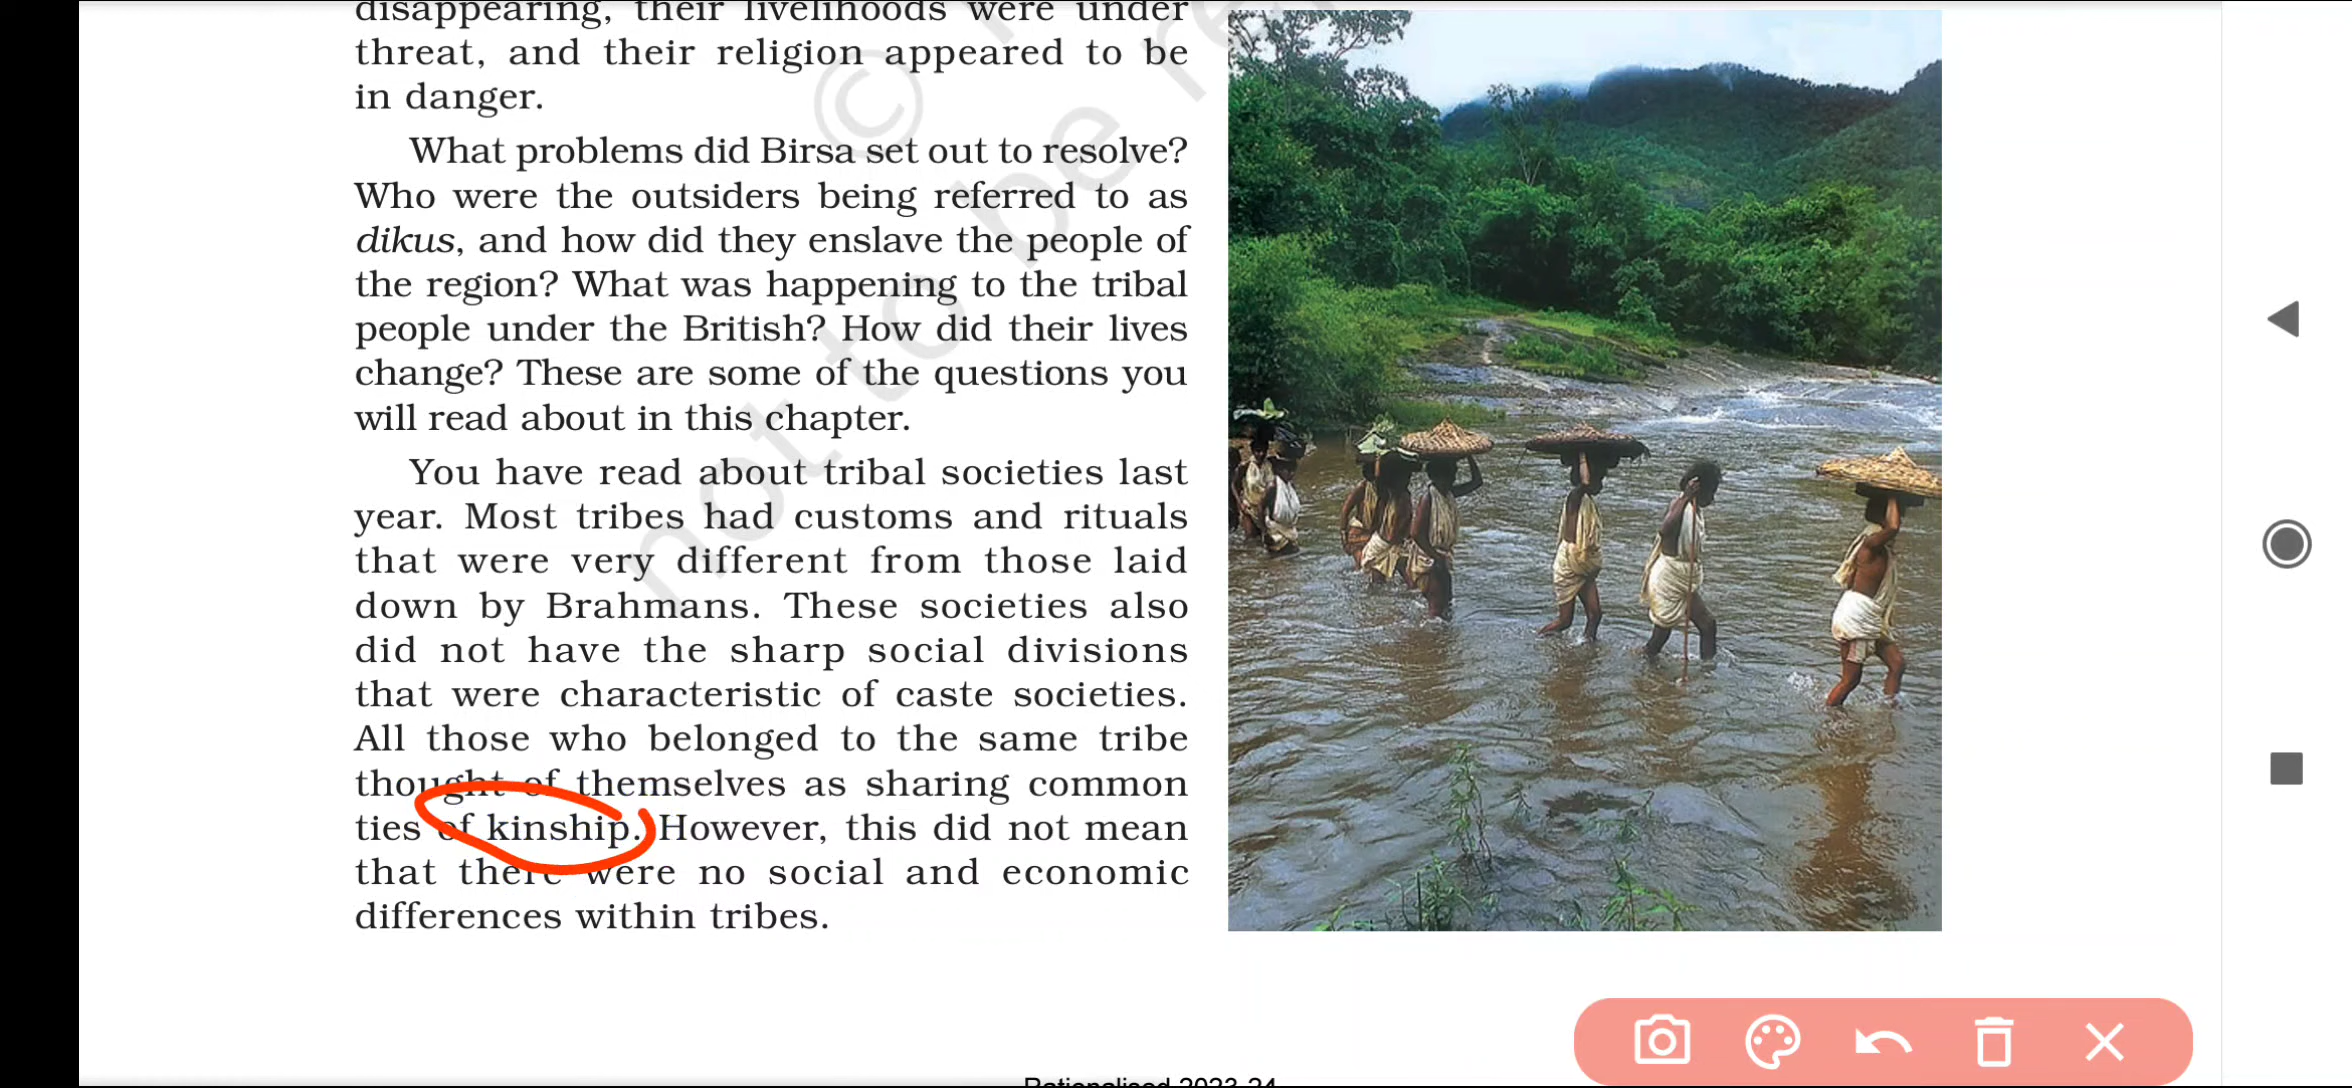 disappearing, their livelihoods were under
threat, and their religion appeared to be
in danger.
What problems did Birsa set out to resolve?
Who were the outsiders being referred to as
dikus, and how did they enslave the people of
the region? What was happening to the tribal
people under the British? How did their lives
change? These are some of the questions you
will read about in this chapter.
You have read about tribal societies last
year. Most tribes had customs and rituals
that were very different from those laid
down by Brahmans. These societies also
did not have the sharp social divisions
that were characteristic of caste societies.
All those who belonged to the same tribe
thought of themselves as sharing common
ties of kinship. However, this did not mean
that there were no social and economic
differences within tribes.
©
not to be re
Rationalised 2023-24